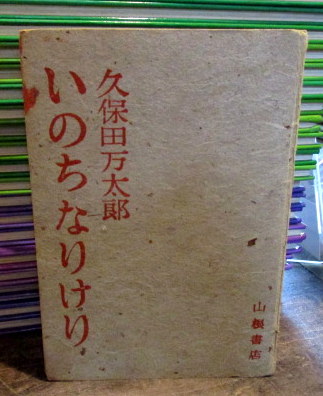 久保田万太郎
いのちなりけり
山根書店